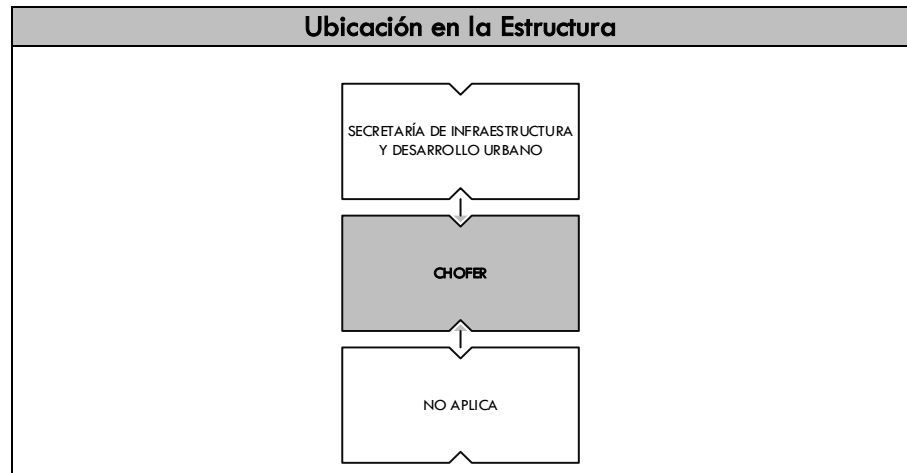 Ubicación en la Estructura
SECRETARÍA DE INFRAESTRUCTURA
Y DESARROLLO URBANO
CHOFER
NO APLICA